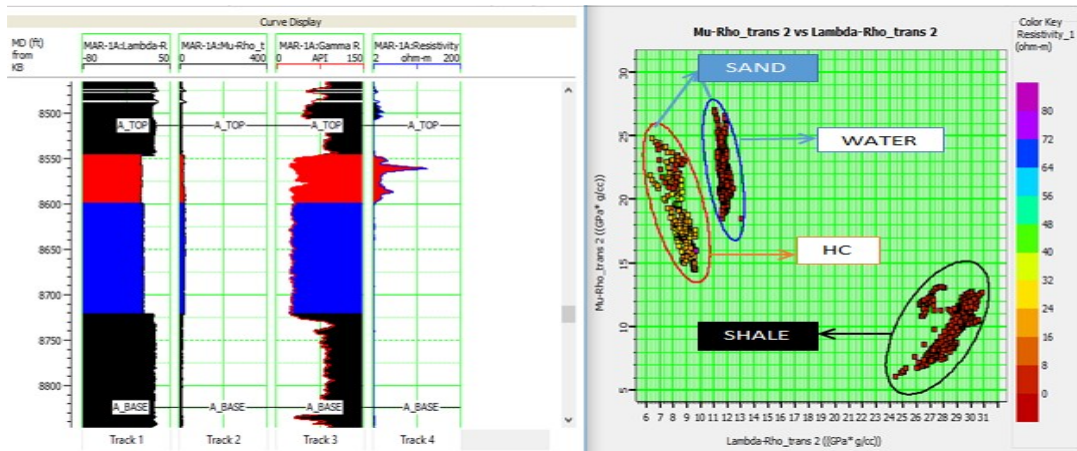 Curve Display
MD (ft)
from
KB
MAR-1A:Lambda-R
-80 50
MAR-1A:Mu-Rho_t
180 400
MAR-1A:Gamma R
0 API 150
MAR-1A:Resistivity
2 ohm-m 200
8500
8550
8600
8650
8700
8750
8800
A_TOP A_TOP A_TOP A_TOP
A_BASE A_BASE A_BASE A_BASE
Track 1 Track 2 Track 3 Track 4
Mu-Rho_trans 2 vs Lambda-Rho_trans 2
Mu-Rho_trans 2 ((GPa* g/cc))
30
25
20
15
10
5
SAND
WATER
HC
SHALE
6 7 8 9 10 11 12 13 14 15 16 17 18 19 20 21 22 23 24 25 26 27 28 29 30 31
Lambda-Rho_trans 2 ((GPa* g/cc))
Color Key
Resistivity_1
(ohm-m)
80
72
64
56
48
40
32
24
16
8
0